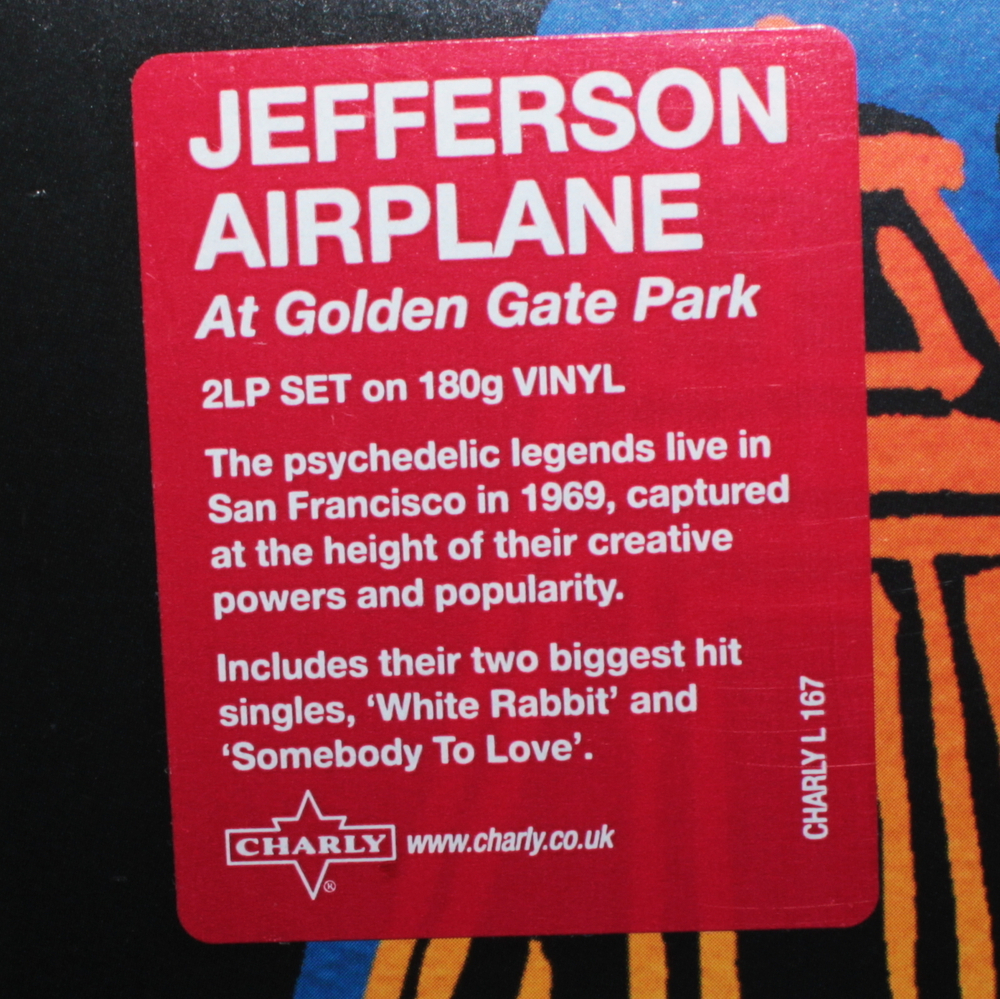 JEFFERSON
AIRPLANE
At Golden Gate Park
2LP SET on 180g VINYL
The psychedelic legends live in
San Francisco in 1969, captured
at the height of their creative
powers and popularity.
Includes their two biggest hit
singles, ‘White Rabbit’ and
‘Somebody To Love’.
CHARLY ® www.charly.co.uk
CHARLY L 167